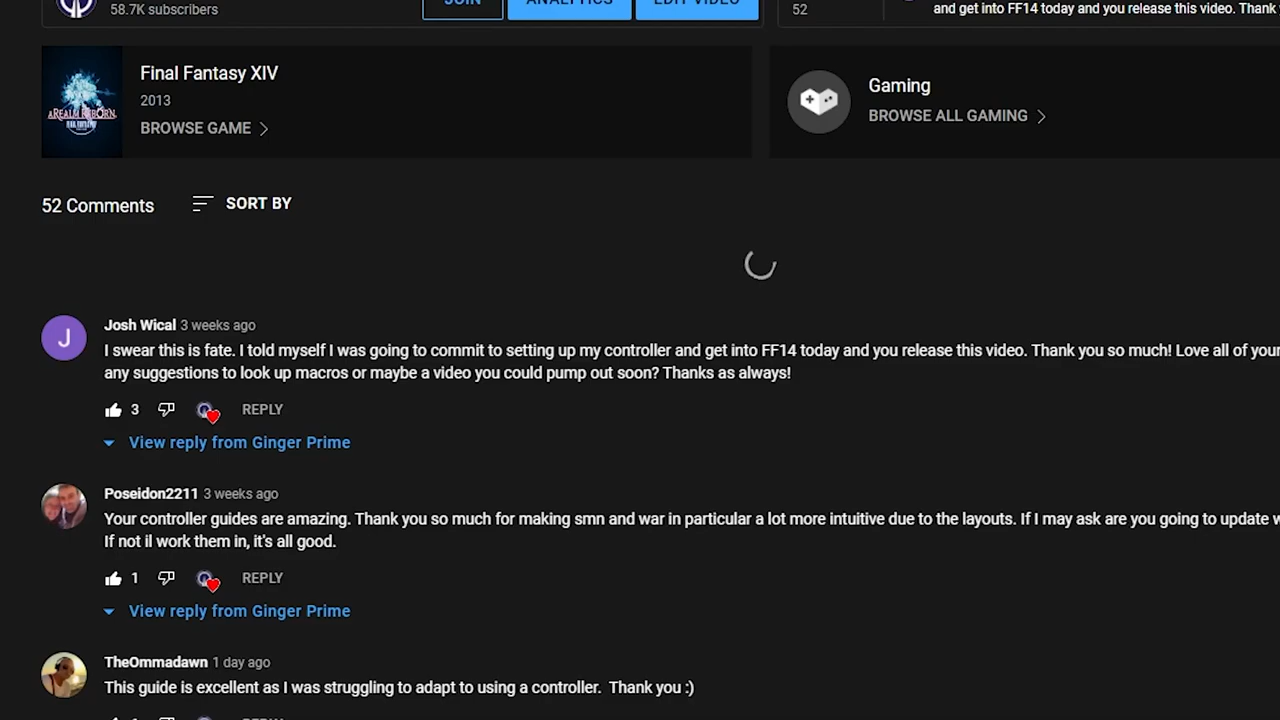 58.7K subscribers
JOIN
ANALYTICS
EDIT VIDEO
52
and get into FF14 today and you release this video. Thank
Final Fantasy XIV
2013
BROWSE GAME
A REALM REBORN
FINAL FANTASY
Gaming
BROWSE ALL GAMING
52 Comments
SORT BY
J
Josh Wical 3 weeks ago
I swear this is fate. I told myself I was going to commit to setting up my controller and get into FF14 today and you release this video. Thank you so much! Love all of your
any suggestions to look up macros or maybe a video you could pump out soon? Thanks as always!
3
REPLY
View reply from Ginger Prime
Poseidon2211 3 weeks ago
Your controller guides are amazing. Thank you so much for making smn and war in particular a lot more intuitive due to the layouts. If I may ask are you going to update w
If not il work them in, it's all good.
1
REPLY
View reply from Ginger Prime
TheOmmadawn 1 day ago
This guide is excellent as I was struggling to adapt to using a controller. Thank you :)